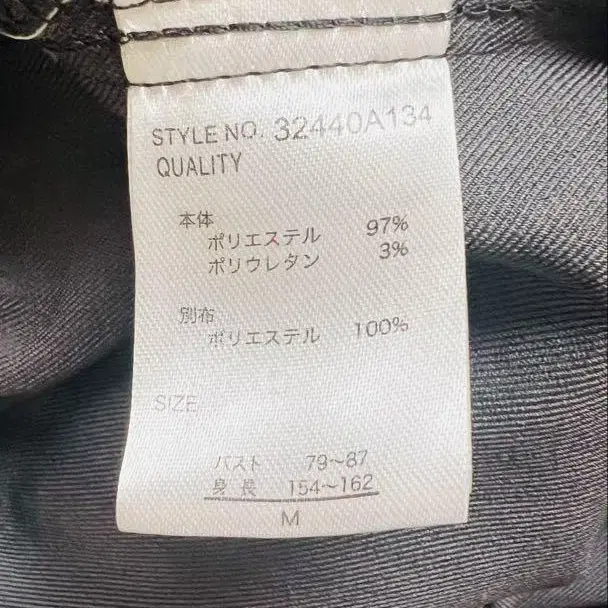 STYLE NO. 32440A134
QUALITY
本体
ポリエステル 97%
ポリウレタン 3%
別布
ポリエステル 100%
SIZE
バスト 79～87
身長 154～162
M